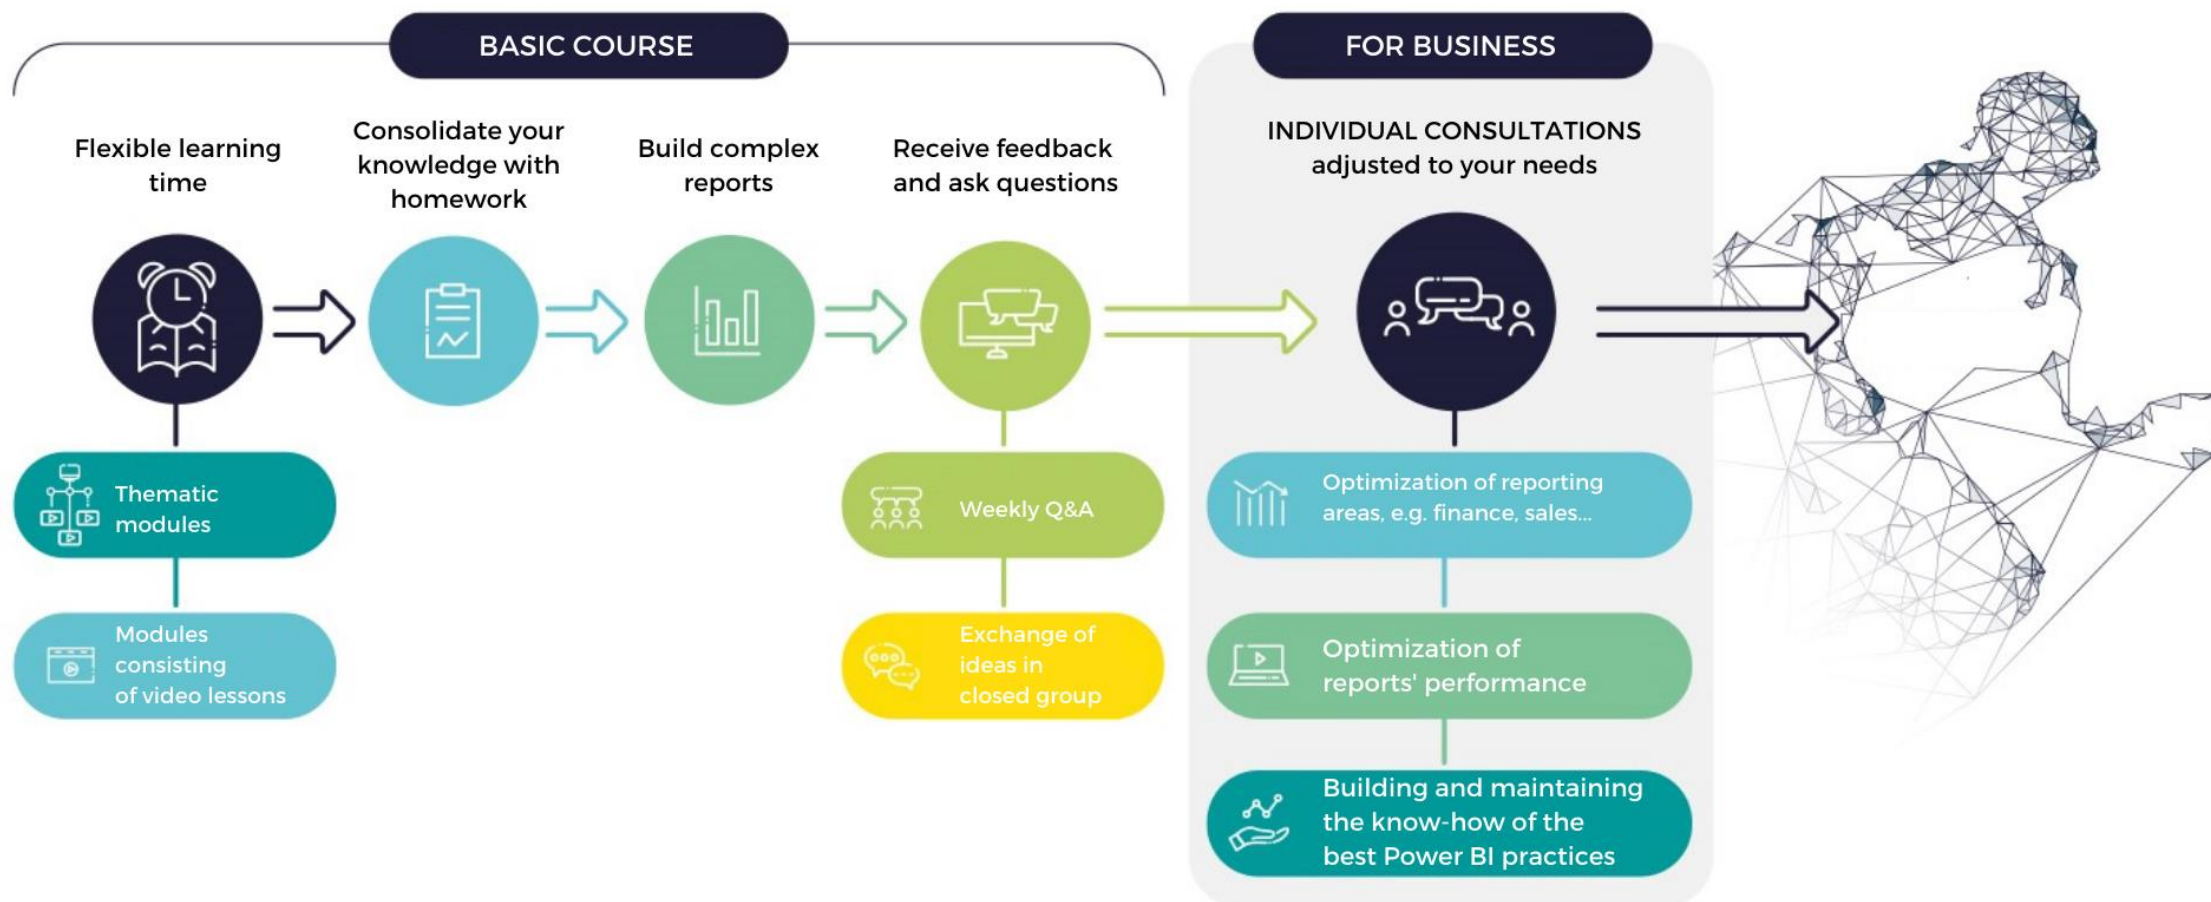 BASIC COURSE
Flexible learning
time
Consolidate your
knowledge with
homework
Build complex
reports
Receive feedback
and ask questions
Thematic
modules
Modules
consisting
of video lessons
Weekly Q&A
Exchange of
ideas in
closed group
FOR BUSINESS
INDIVIDUAL CONSULTATIONS
adjusted to your needs
Optimization of reporting
areas, e.g. finance, sales...
Optimization of
reports' performance
Building and maintaining
the know-how of the
best Power BI practices